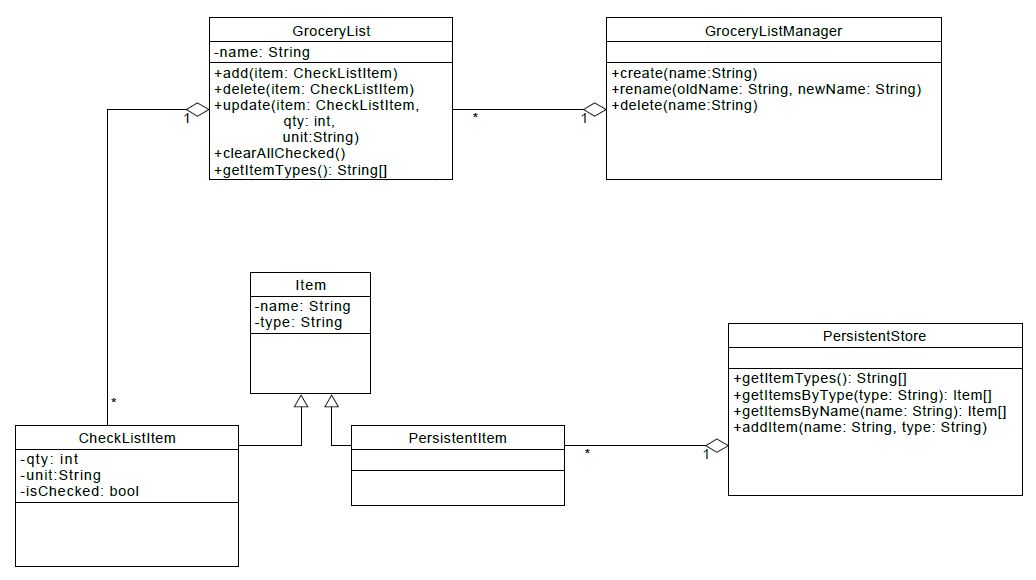 GroceryList
-name: String
+add(item: CheckListItem)
+delete(item: CheckListItem)
+update(item: CheckListItem,
qty: int,
unit:String)
+clearAllChecked()
+getItemTypes(): String[]
GroceryListManager
+create(name:String)
+rename(oldName: String, newName: String)
+delete(name:String)
1
*
1
*
Item
-name: String
-type: String
CheckListItem
-qty: int
-unit:String
-isChecked: bool
PersistentItem
*
1
PersistentStore
+getItemTypes(): String[]
+getItemsByType(type: String): Item[]
+getItemsByName(name: String): Item[]
+addItem(name: String, type: String)